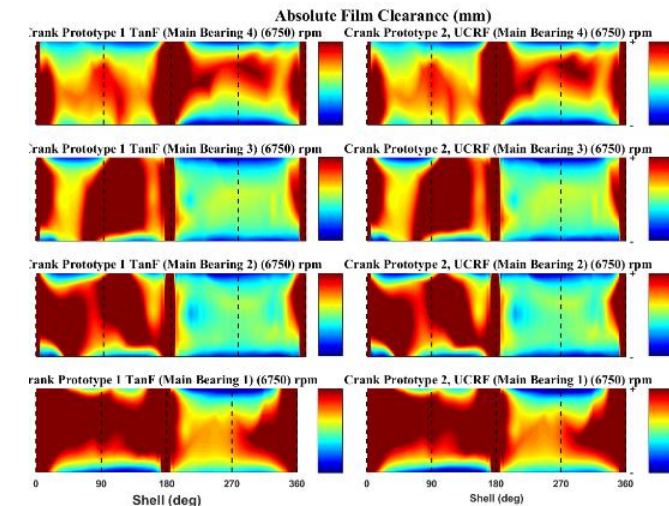 Absolute Film Clearance (mm)
Crank Prototype 1 TanF (Main Bearing 4) (6750) rpm
Crank Prototype 2, UCRF (Main Bearing 4) (6750) rpm
+
-
Crank Prototype 1 TanF (Main Bearing 3) (6750) rpm
Crank Prototype 2, UCRF (Main Bearing 3) (6750) rpm
+
-
Crank Prototype 1 TanF (Main Bearing 2) (6750) rpm
Crank Prototype 2, UCRF (Main Bearing 2) (6750) rpm
+
-
rank Prototype 1 TanF (Main Bearing 1) (6750) rpm
Crank Prototype 2, UCRF (Main Bearing 1) (6750) rpm
+
-
0 90 180 270 360
0 90 180 270 360
Shell (deg)
Shell (deg)